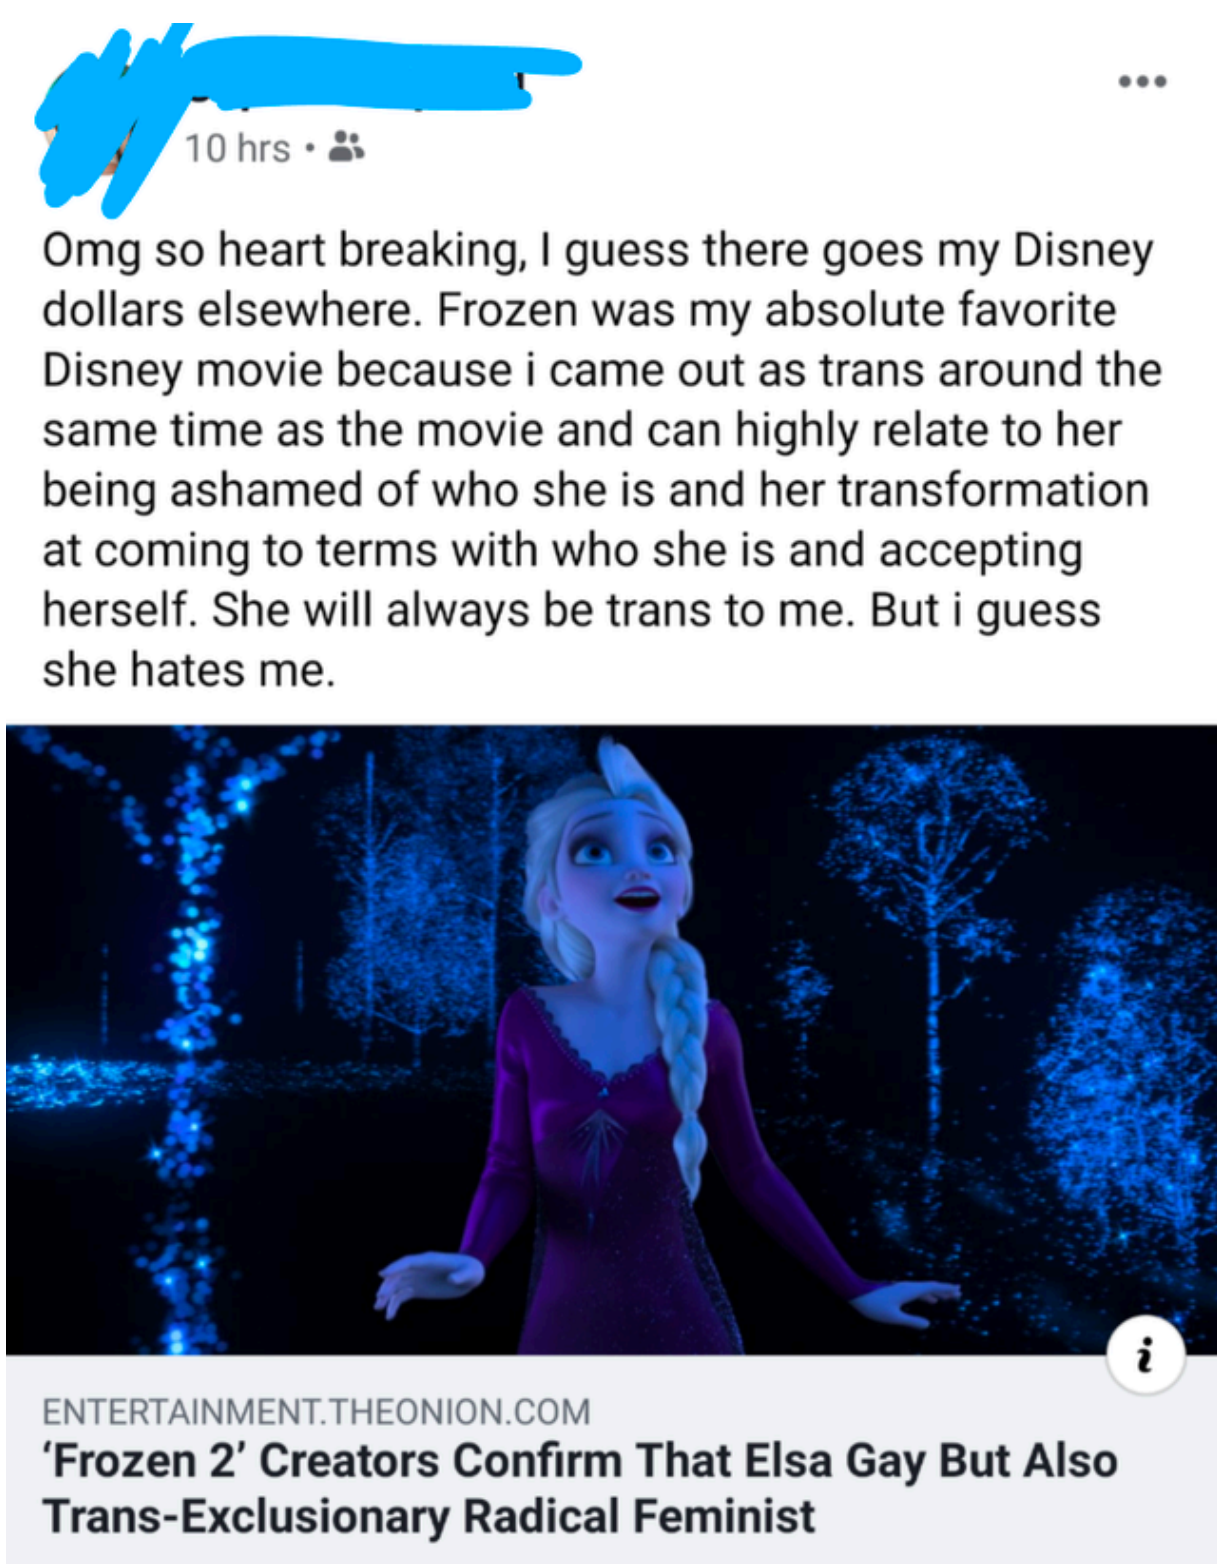 10 hrs •
Omg so heart breaking, I guess there goes my Disney
dollars elsewhere. Frozen was my absolute favorite
Disney movie because i came out as trans around the
same time as the movie and can highly relate to her
being ashamed of who she is and her transformation
at coming to terms with who she is and accepting
herself. She will always be trans to me. But i guess
she hates me.
i
ENTERTAINMENT.THEONION.COM
‘Frozen 2’ Creators Confirm That Elsa Gay But Also
Trans-Exclusionary Radical Feminist